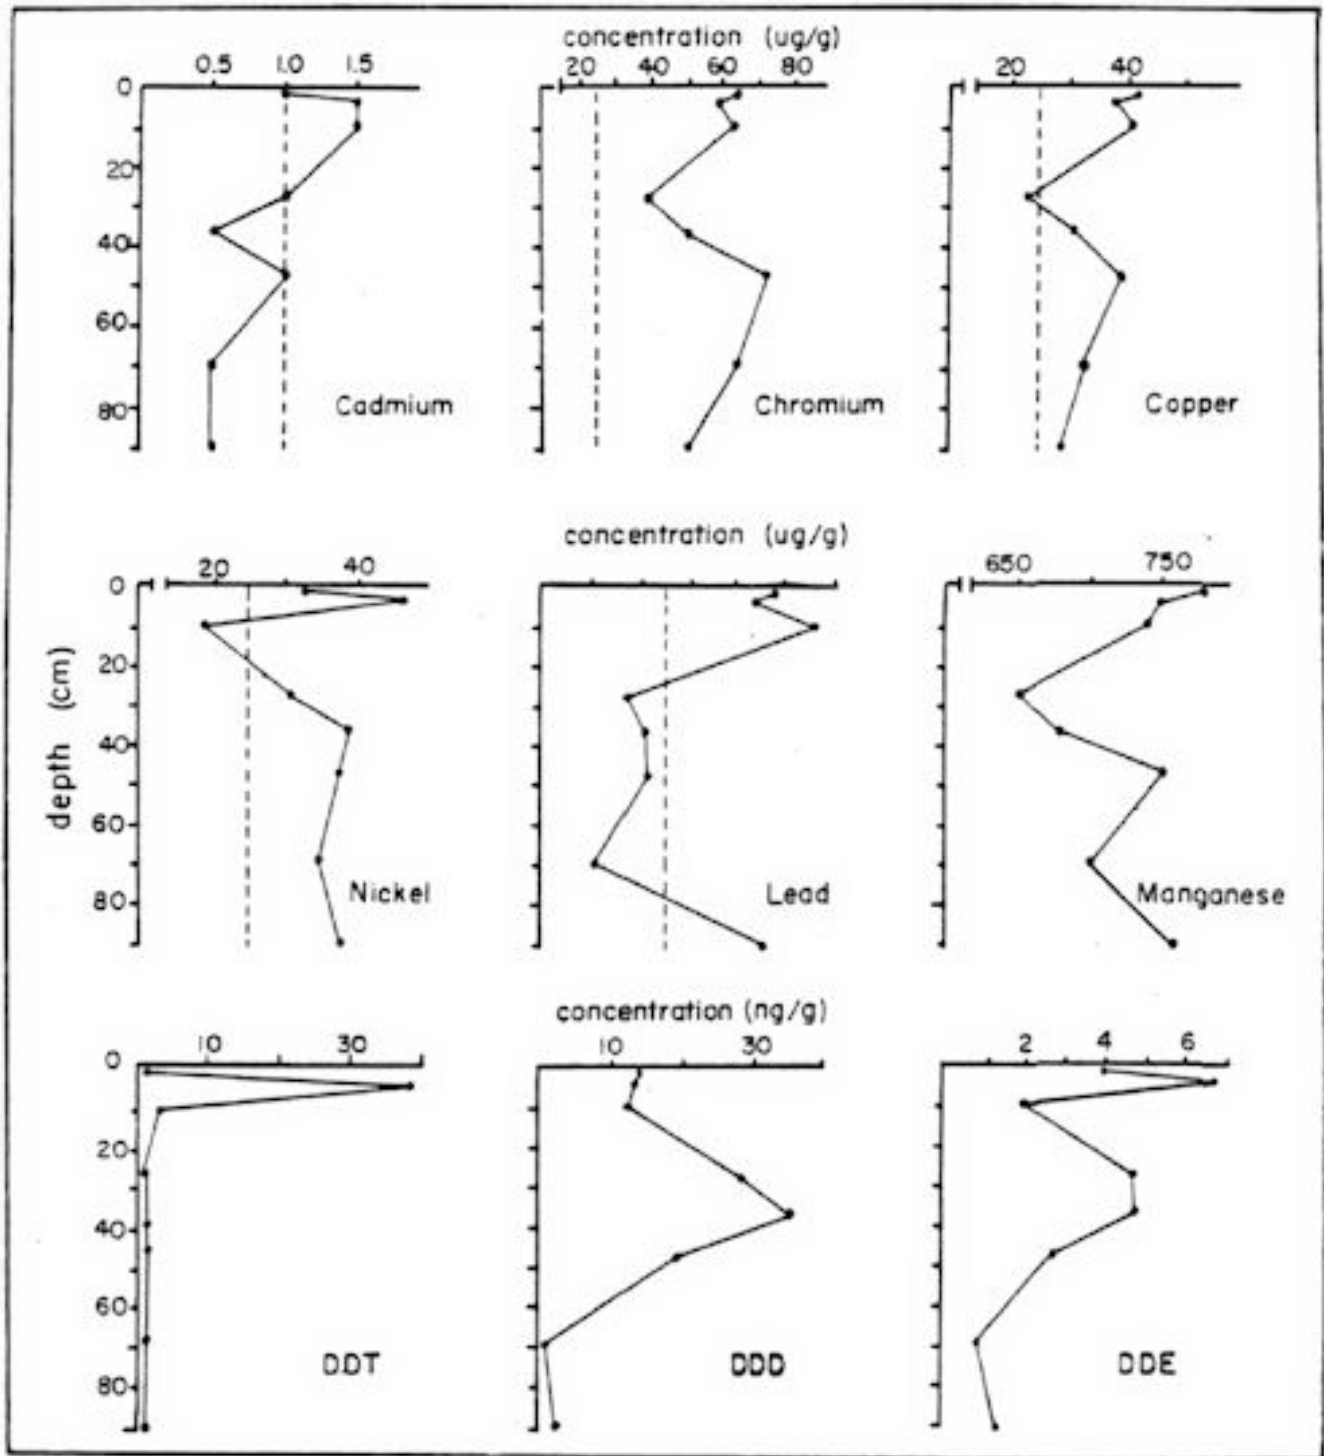 concentration (ug/g)
0.5 1.0 1.5
20 40 60 80
20 40
0
20
40
60
80
Cadmium
Chromium
Copper
concentration (ug/g)
20 40
650 750
0
20
40
60
80
depth (cm)
Nickel
Lead
Manganese
concentration (ng/g)
10 30
10 30
2 4 6
0
20
40
60
80
DDT
DDD
DDE